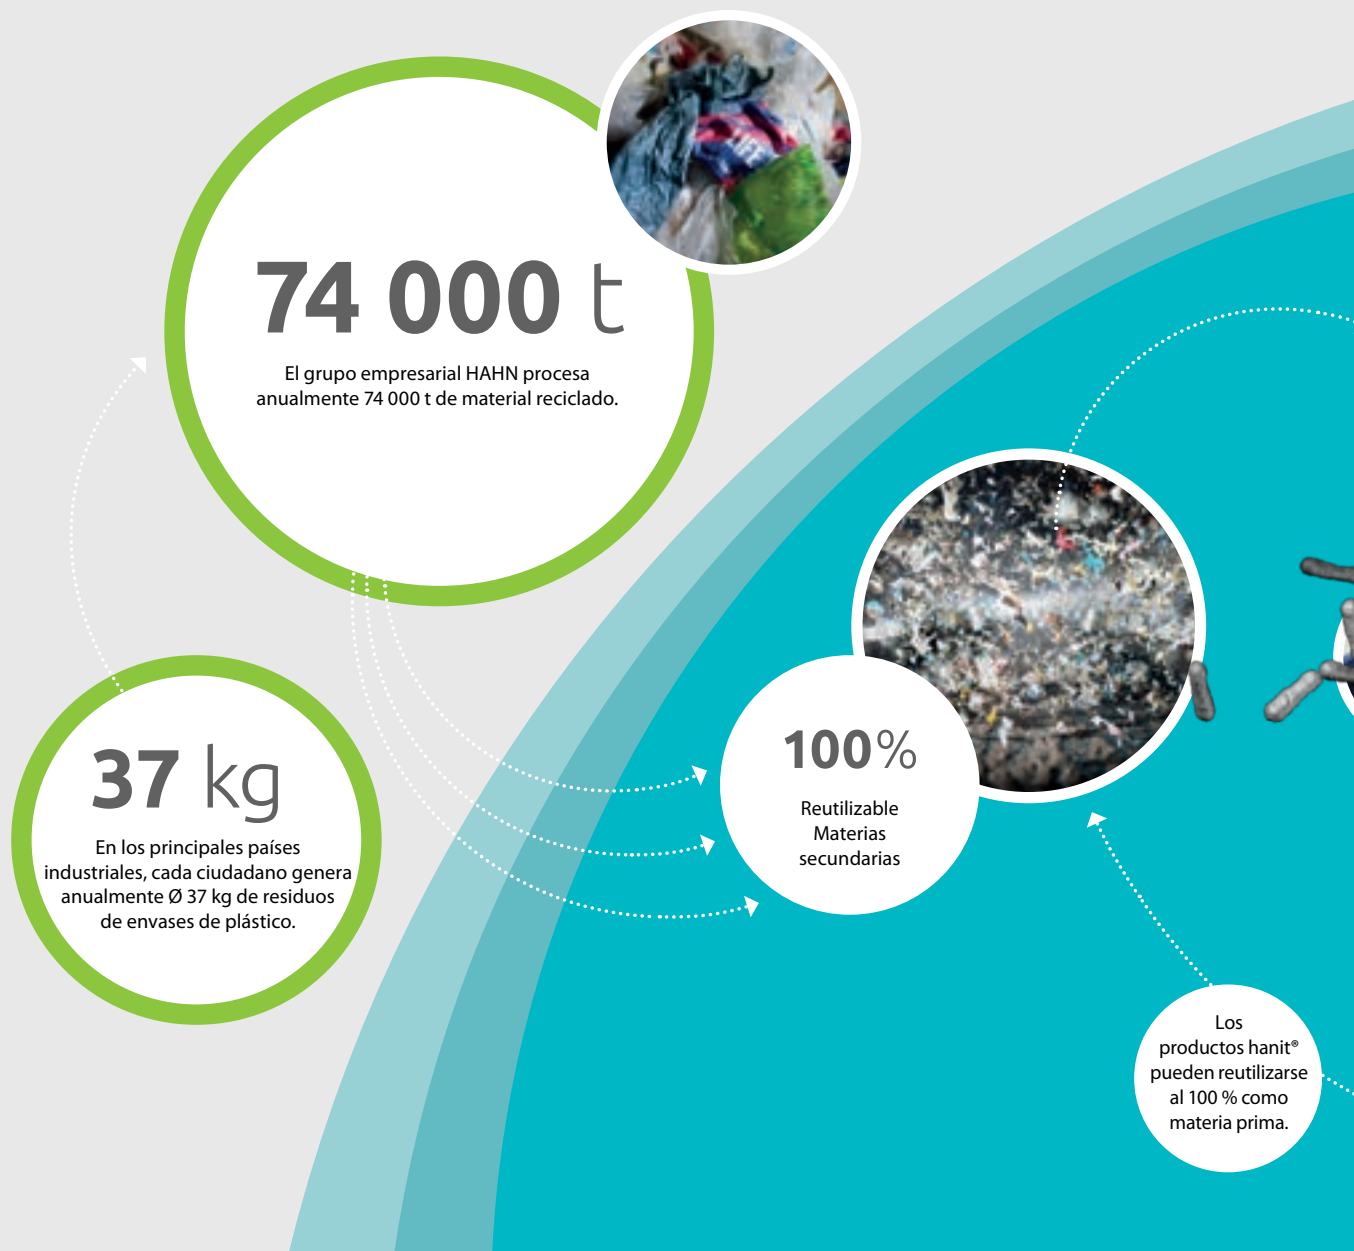 74 000 t
El grupo empresarial HAHN procesa
anualmente 74 000 t de material reciclado.
37 kg
En los principales países
industriales, cada ciudadano genera
anualmente Ø 37 kg de residuos
de envases de plástico.
100%
Reutilizable
Materias
secundarias
Los
productos hanit®
pueden reutilizarse
al 100 % como
materia prima.
LIFE